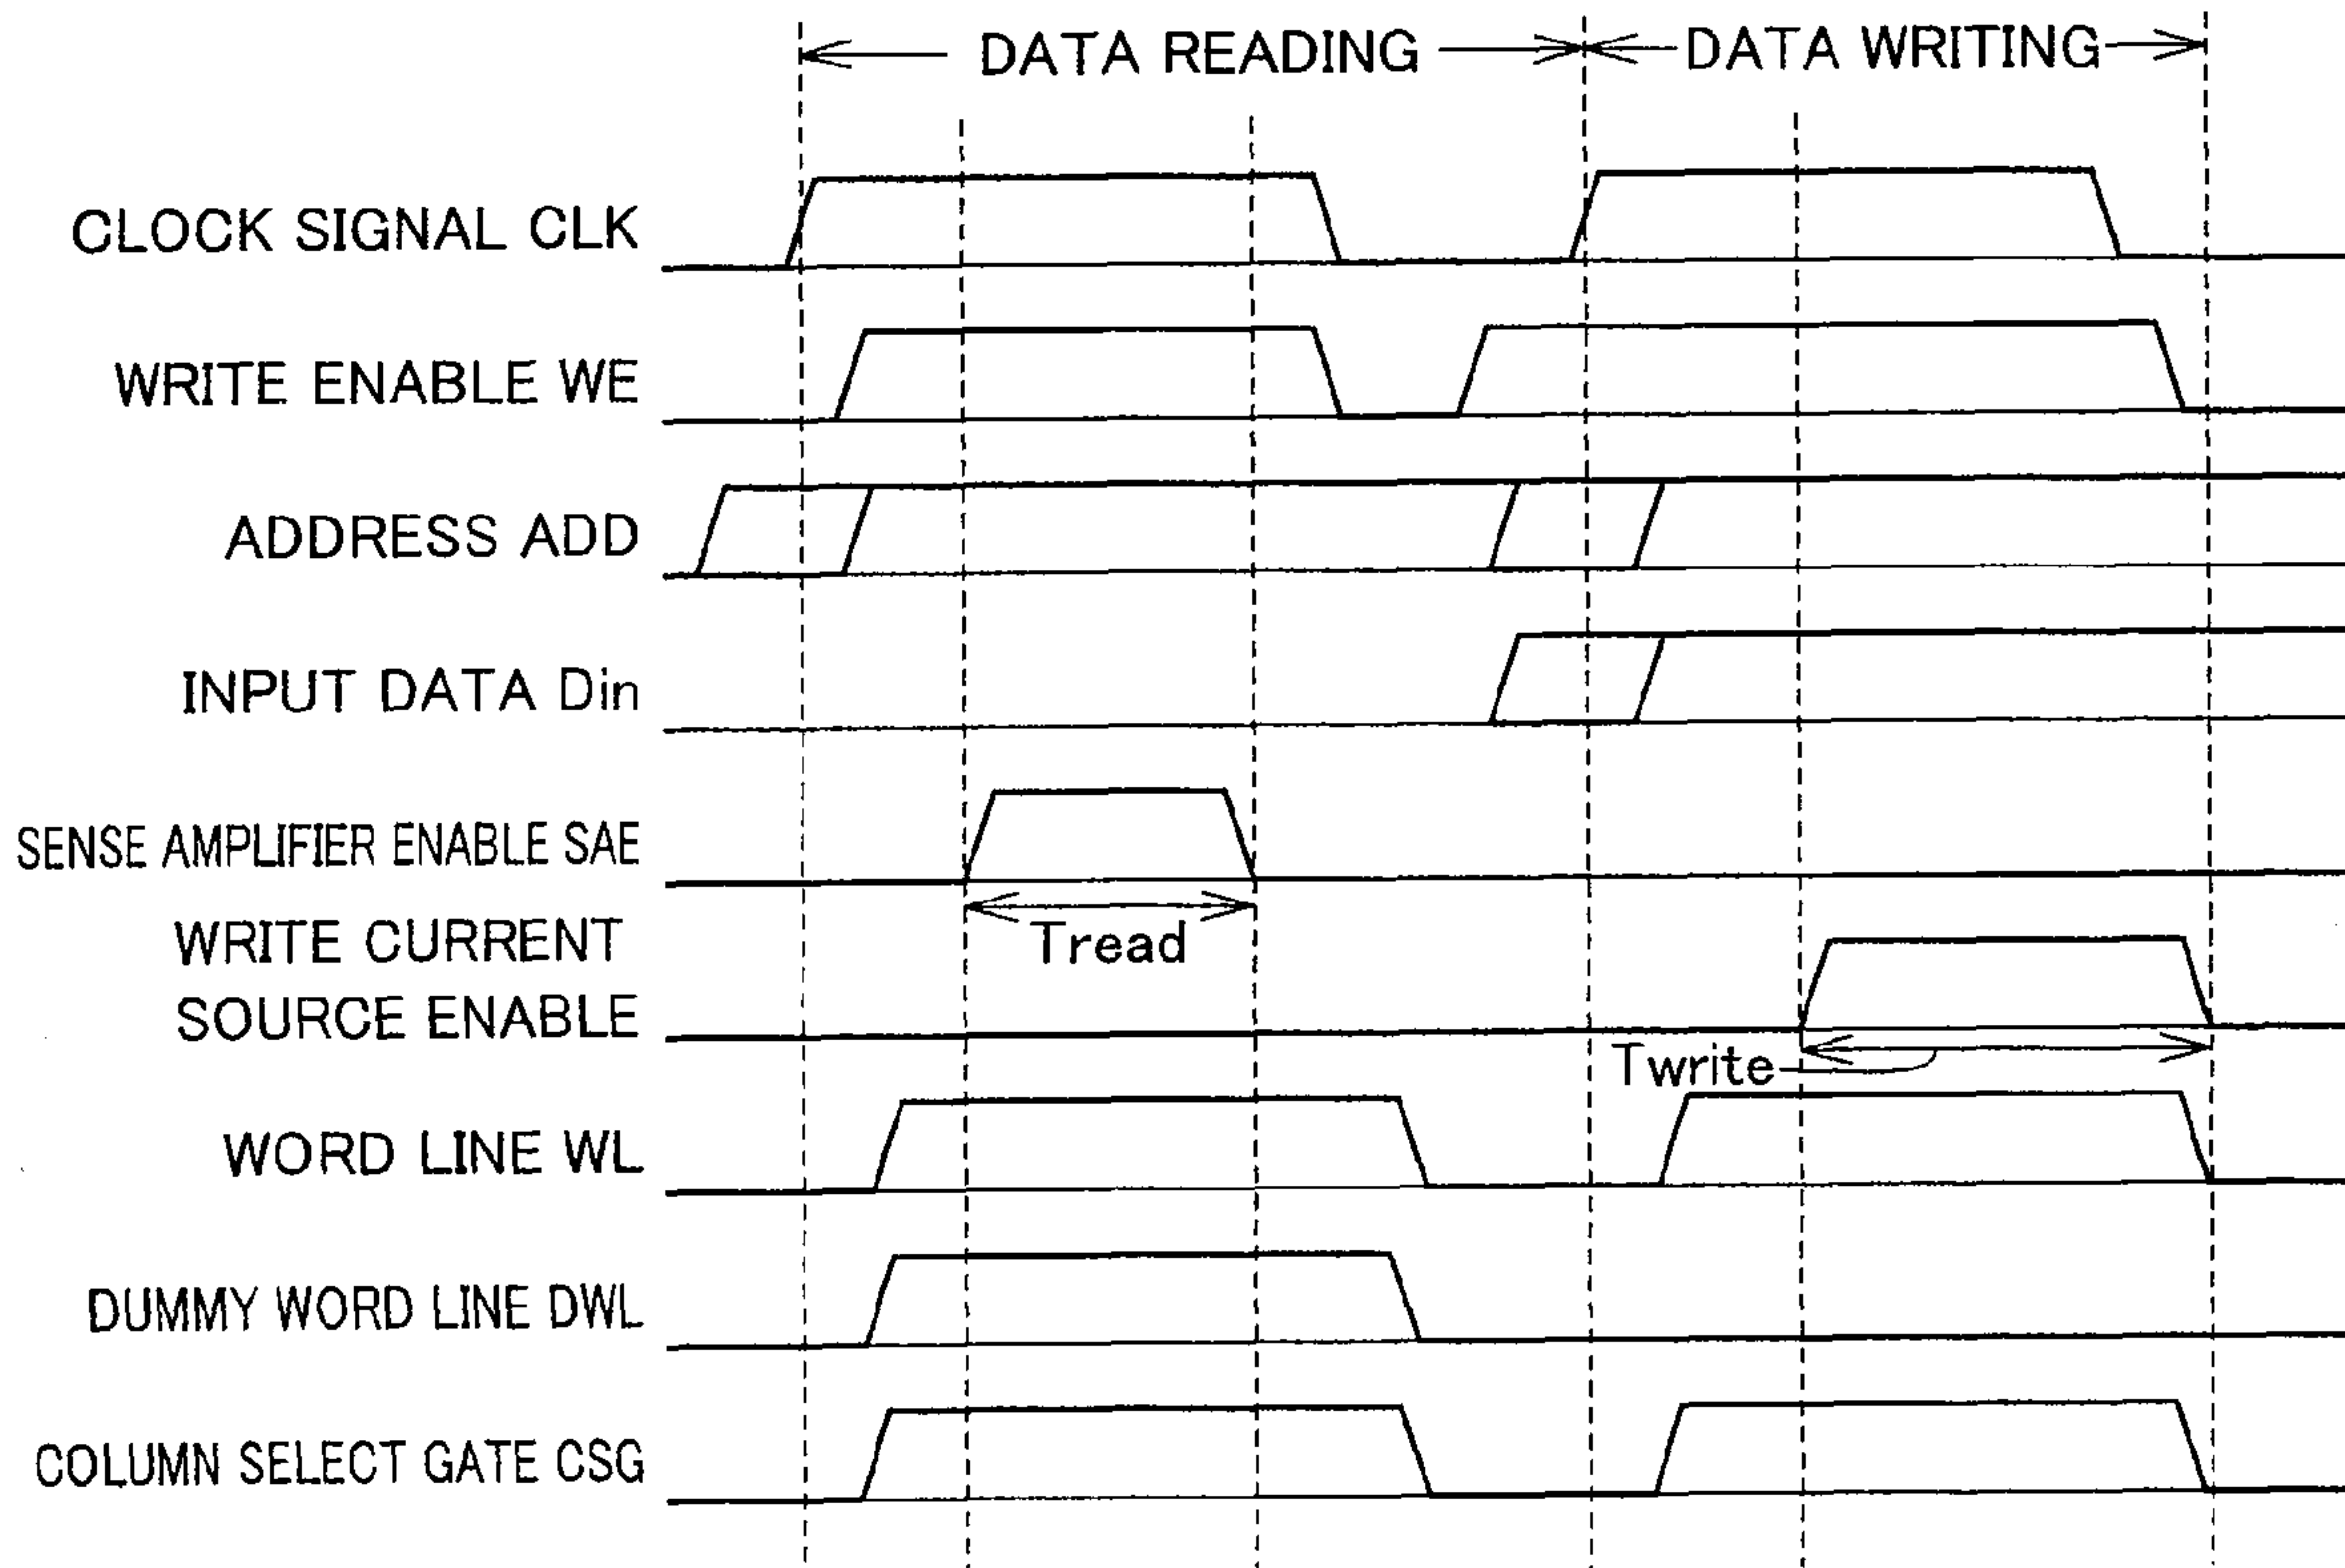 DATA READING DATA WRITING
CLOCK SIGNAL CLK
WRITE ENABLE WE
ADDRESS ADD
INPUT DATA Din
SENSE AMPLIFIER ENABLE SAE
Tread
WRITE CURRENT
SOURCE ENABLE
Twrite
WORD LINE WL
DUMMY WORD LINE DWL
COLUMN SELECT GATE CSG